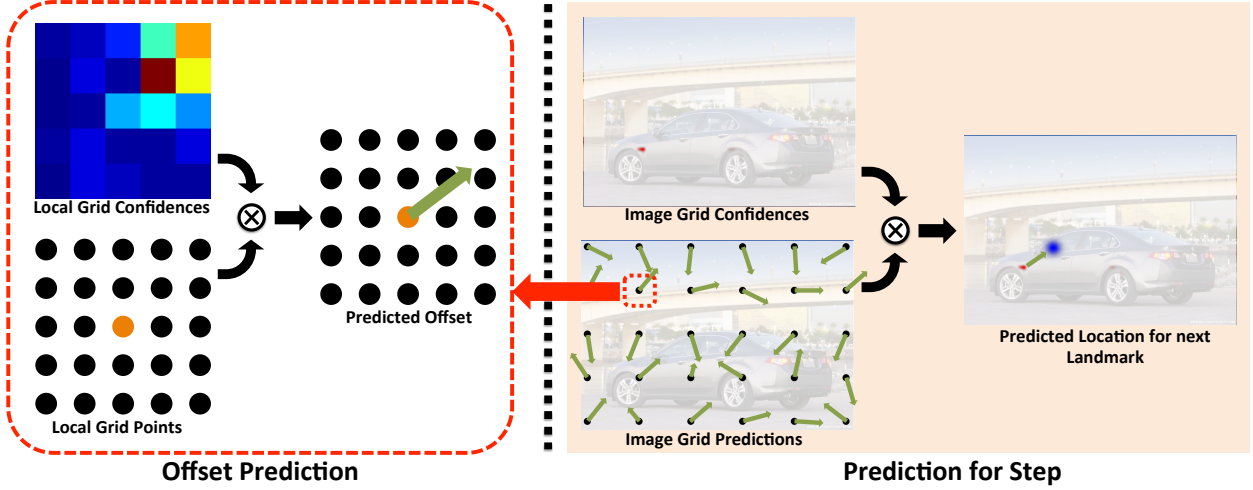 Local Grid Confidences
Local Grid Points
Predicted Offset
Offset Prediction
Image Grid Confidences
Image Grid Predictions
Predicted Location for next
Landmark
Prediction for Step